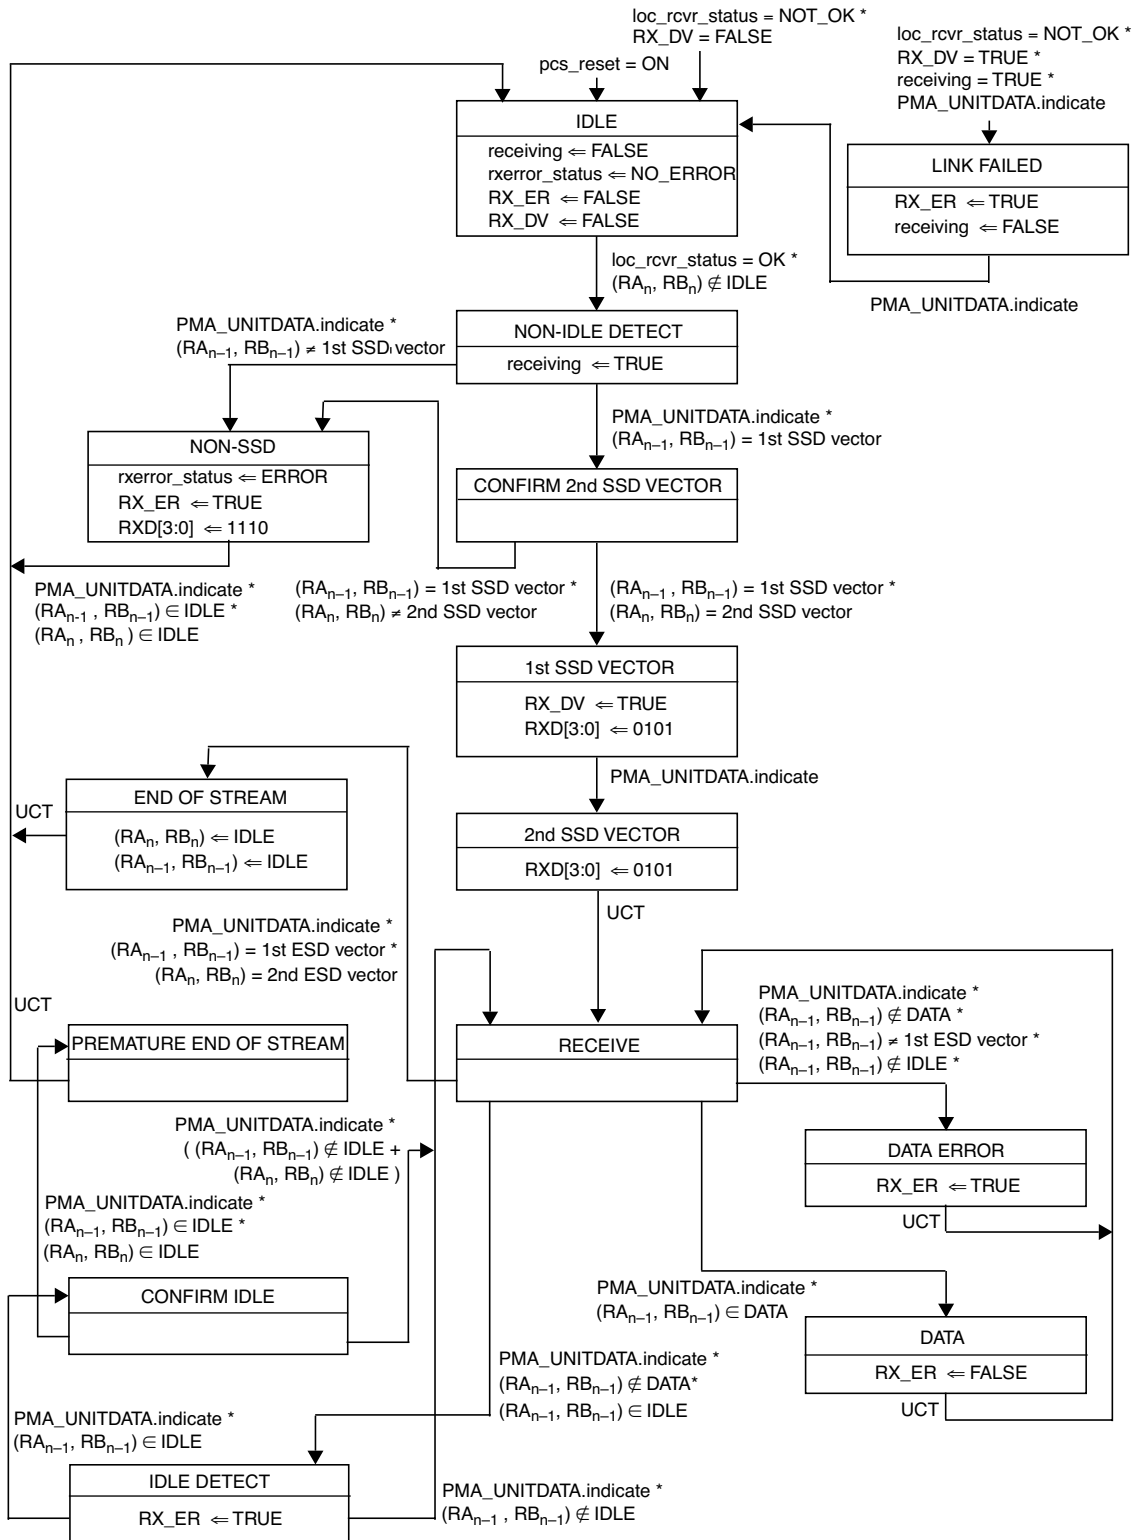 loc_rcvr_status = NOT_OK *
RX_DV = FALSE
pcs_reset = ON
loc_rcvr_status = NOT_OK *
RX_DV = TRUE *
receiving = TRUE *
PMA_UNITDATA.indicate
IDLE
receiving ⇐ FALSE
rxerror_status ⇐ NO_ERROR
RX_ER ⇐ FALSE
RX_DV ⇐ FALSE
LINK FAILED
RX_ER ⇐ TRUE
receiving ⇐ FALSE
PMA_UNITDATA.indicate
loc_rcvr_status = OK *
(RAn, RBn) ∉ IDLE
NON-IDLE DETECT
receiving ⇐ TRUE
PMA_UNITDATA.indicate *
(RAn–1, RBn–1) ≠ 1st SSD vector
PMA_UNITDATA.indicate *
(RAn–1, RBn–1) = 1st SSD vector
NON-SSD
rxerror_status ⇐ ERROR
RX_ER ⇐ TRUE
RXD[3:0] ⇐ 1110
CONFIRM 2nd SSD VECTOR
PMA_UNITDATA.indicate *
(RAn-1 , RBn–1) ∈ IDLE *
(RAn , RBn ) ∈ IDLE
(RAn–1, RBn–1) = 1st SSD vector *
(RAn, RBn) ≠ 2nd SSD vector
(RAn–1 , RBn–1) = 1st SSD vector *
(RAn, RBn) = 2nd SSD vector
1st SSD VECTOR
RX_DV ⇐ TRUE
RXD[3:0] ⇐ 0101
PMA_UNITDATA.indicate
END OF STREAM
(RAn, RBn) ⇐ IDLE
(RAn–1, RBn–1) ⇐ IDLE
UCT
2nd SSD VECTOR
RXD[3:0] ⇐ 0101
UCT
PMA_UNITDATA.indicate *
(RAn–1 , RBn–1) = 1st ESD vector *
(RAn, RBn) = 2nd ESD vector
UCT
PREMATURE END OF STREAM
RECEIVE
PMA_UNITDATA.indicate *
(RAn–1, RBn–1) ∉ DATA *
(RAn–1, RBn–1) ≠ 1st ESD vector *
(RAn–1, RBn–1) ∉ IDLE *
PMA_UNITDATA.indicate *
( (RAn–1, RBn–1) ∉ IDLE +
(RAn, RBn) ∉ IDLE )
DATA ERROR
RX_ER ⇐ TRUE
UCT
PMA_UNITDATA.indicate *
(RAn–1, RBn–1) ∈ IDLE *
(RAn, RBn) ∈ IDLE
CONFIRM IDLE
PMA_UNITDATA.indicate *
(RAn–1, RBn–1) ∈ DATA
DATA
RX_ER ⇐ FALSE
UCT
PMA_UNITDATA.indicate *
(RAn–1, RBn–1) ∉ DATA*
(RAn–1, RBn–1) ∈ IDLE
PMA_UNITDATA.indicate *
(RAn–1, RBn–1) ∈ IDLE
IDLE DETECT
RX_ER ⇐ TRUE
PMA_UNITDATA.indicate *
(RAn–1 , RBn–1) ∉ IDLE